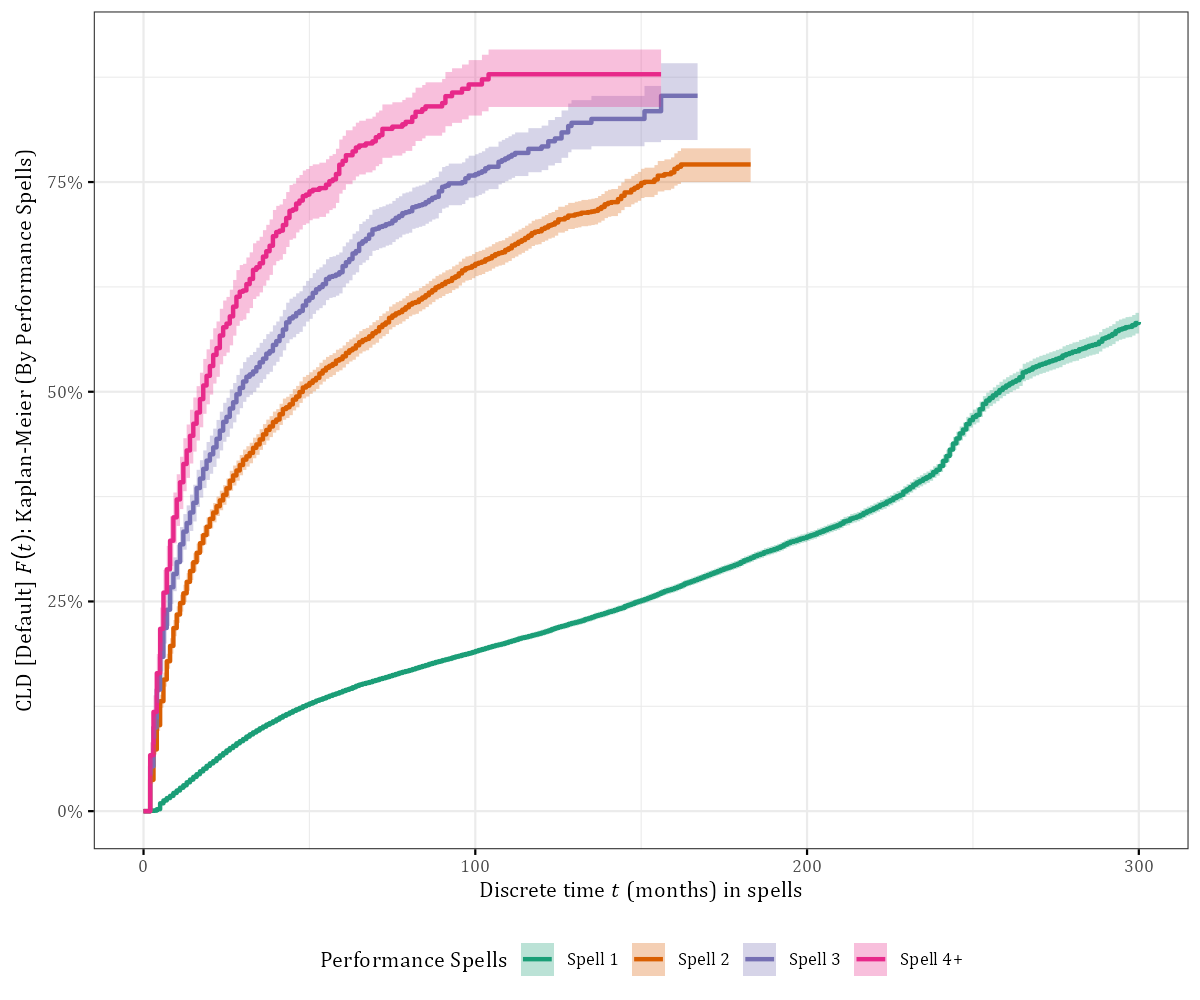 CLD [Default] F(t): Kaplan-Meier (By Performance Spells)
75%
50%
25%
0%
0 100 200 300
Discrete time t (months) in spells
Performance Spells Spell 1 Spell 2 Spell 3 Spell 4+